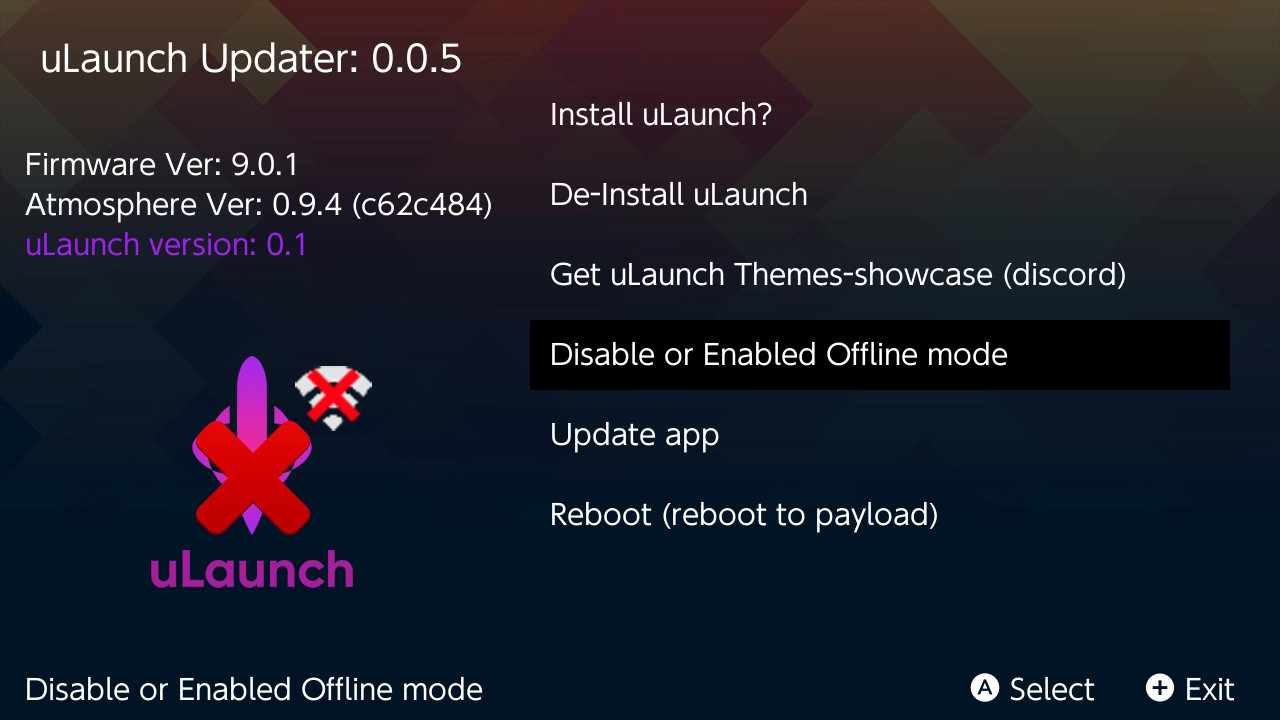 uLaunch Updater: 0.0.5
Firmware Ver: 9.0.1
Atmosphere Ver: 0.9.4 (c62c484)
uLaunch version: 0.1
uLaunch
Install uLaunch?
De-Install uLaunch
Get uLaunch Themes-showcase (discord)
Disable or Enabled Offline mode
Update app
Reboot (reboot to payload)
Disable or Enabled Offline mode
A Select
+ Exit